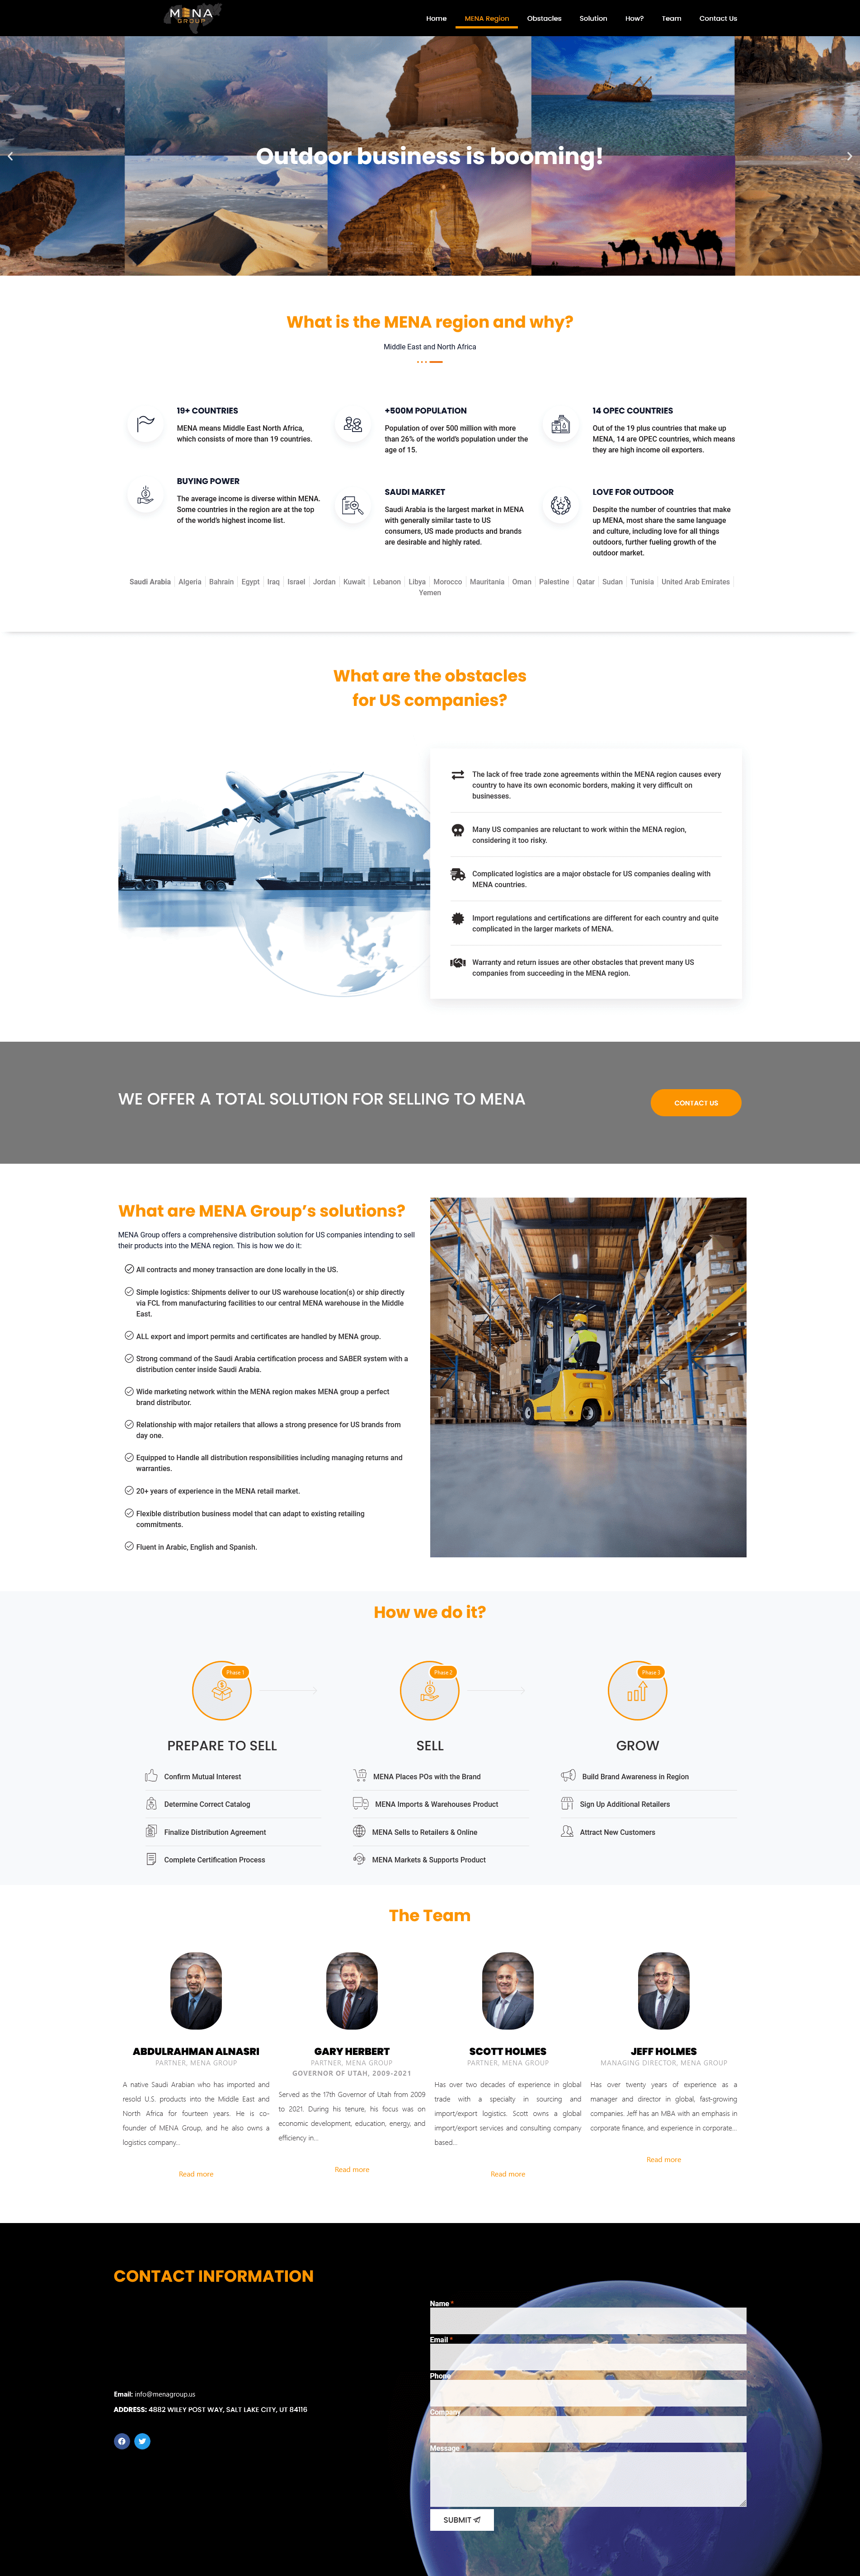 MENA
GROUP
Home
MENA Region
Obstacles
Solution
How?
Team
Contact Us
Outdoor business is booming!
What is the MENA region and why?
Middle East and North Africa
19+ COUNTRIES
MENA means Middle East North Africa,
which consists of more than 19 countries.
+500M POPULATION
Population of over 500 million with more
than 26% of the world's population under the
age of 15.
14 OPEC COUNTRIES
Out of the 19 plus countries that make up
MENA, 14 are OPEC countries, which means
they are high income oil exporters.
BUYING POWER
The average income is diverse within MENA.
Some countries in the region are at the top
of the world's highest income list.
SAUDI MARKET
Saudi Arabia is the largest market in MENA
with generally similar taste to US
consumers, US made products and brands
are desirable and highly rated.
LOVE FOR OUTDOOR
Despite the number of countries that make
up MENA, most share the same language
and culture, including love for all things
outdoors, further fueling growth of the
outdoor market.
Saudi Arabia Algeria Bahrain Egypt Iraq Israel Jordan Kuwait Lebanon Libya Morocco Mauritania Oman Palestine Qatar Sudan Tunisia United Arab Emirates
Yemen
What are the obstacles
for US companies?
The lack of free trade zone agreements within the MENA region causes every
country to have its own economic borders, making it very difficult on
businesses.
Many US companies are reluctant to work within the MENA region,
considering it too risky.
Complicated logistics are a major obstacle for US companies dealing with
MENA countries.
Import regulations and certifications are different for each country and quite
complicated in the larger markets of MENA.
Warranty and return issues are other obstacles that prevent many US
companies from succeeding in the MENA region.
WE OFFER A TOTAL SOLUTION FOR SELLING TO MENA
CONTACT US
What are MENA Group's solutions?
MENA Group offers a comprehensive distribution solution for US companies intending to sell
their products into the MENA region. This is how we do it:
All contracts and money transaction are done locally in the US.
Simple logistics: Shipments deliver to our US warehouse location(s) or ship directly
via FCL from manufacturing facilities to our central MENA warehouse in the Middle
East.
ALL export and import permits and certificates are handled by MENA group.
Strong command of the Saudi Arabia certification process and SABER system with a
distribution center inside Saudi Arabia.
Wide marketing network within the MENA region makes MENA group a perfect
brand distributor.
Relationship with major retailers that allows a strong presence for US brands from
day one.
Equipped to Handle all distribution responsibilities including managing returns and
warranties.
20+ years of experience in the MENA retail market.
Flexible distribution business model that can adapt to existing retailing
commitments.
Fluent in Arabic, English and Spanish.
How we do it?
Phase 1
PREPARE TO SELL
Confirm Mutual Interest
Determine Correct Catalog
Finalize Distribution Agreement
Complete Certification Process
Phase 2
SELL
MENA Places POs with the Brand
MENA Imports & Warehouses Product
MENA Sells to Retailers & Online
MENA Markets & Supports Product
Phase 3
GROW
Build Brand Awareness in Region
Sign Up Additional Retailers
Attract New Customers
The Team
ABDULRAHMAN ALNASRI
PARTNER, MENA GROUP
A native Saudi Arabian who has imported and
resold U.S. products into the Middle East and
North Africa for fourteen years. He is co-
founder of MENA Group, and he also owns a
logistics company...
Read more
GARY HERBERT
PARTNER, MENA GROUP
GOVERNOR OF UTAH, 2009-2021
Served as the 17th Governor of Utah from 2009
to 2021. During his tenure, his focus was on
economic development, education, energy, and
efficiency in...
Read more
SCOTT HOLMES
PARTNER, MENA GROUP
Has over two decades of experience in global
trade with a specialty in sourcing and
import/export logistics. Scott owns a global
import/export services and consulting company
based...
Read more
JEFF HOLMES
MANAGING DIRECTOR, MENA GROUP
Has over twenty years of experience as a
manager and director in global, fast-growing
companies. Jeff has an MBA with an emphasis in
corporate finance, and experience in corporate...
Read more
CONTACT INFORMATION
Email: info@menagroup.us
ADDRESS: 4882 WILEY POST WAY, SALT LAKE CITY, UT 84116
Name *
Email *
Phone
Company
Message *
SUBMIT